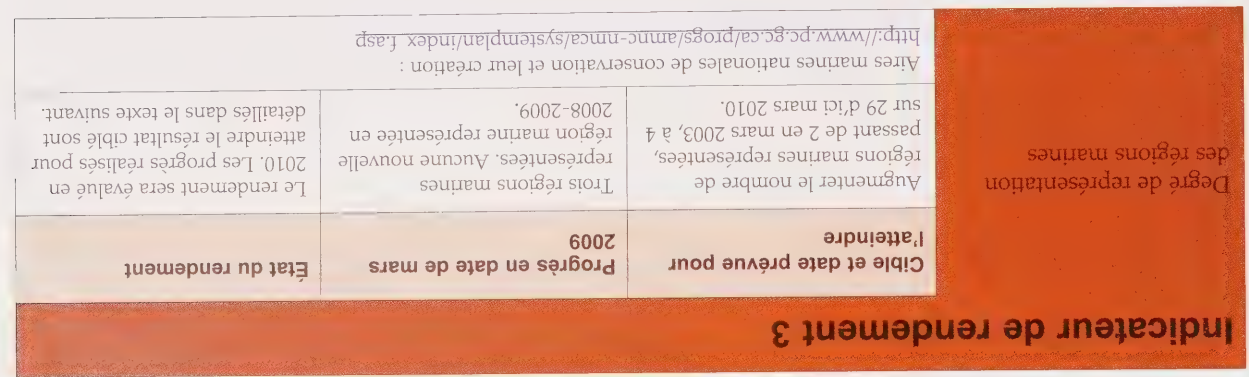 Indicateur de rendement 3
Degré de représentation
des régions marines
Cible et date prévue pour
l'atteindre
Progrès en date de mars
2009
État du rendement
Augmenter le nombre de
régions marines représentées,
passant de 2 en mars 2003, à 4
sur 29 d'ici mars 2010.
Trois régions marines
représentées. Aucune nouvelle
région marine représentée en
2008-2009.
Le rendement sera évalué en
2010. Les progrès réalisés pour
atteindre le résultat ciblé sont
détaillés dans le texte suivant.
Aires marines nationales de conservation et leur création :
http://www.pc.gc.ca/progs/amnc-nmca/systemplan/index_f.asp